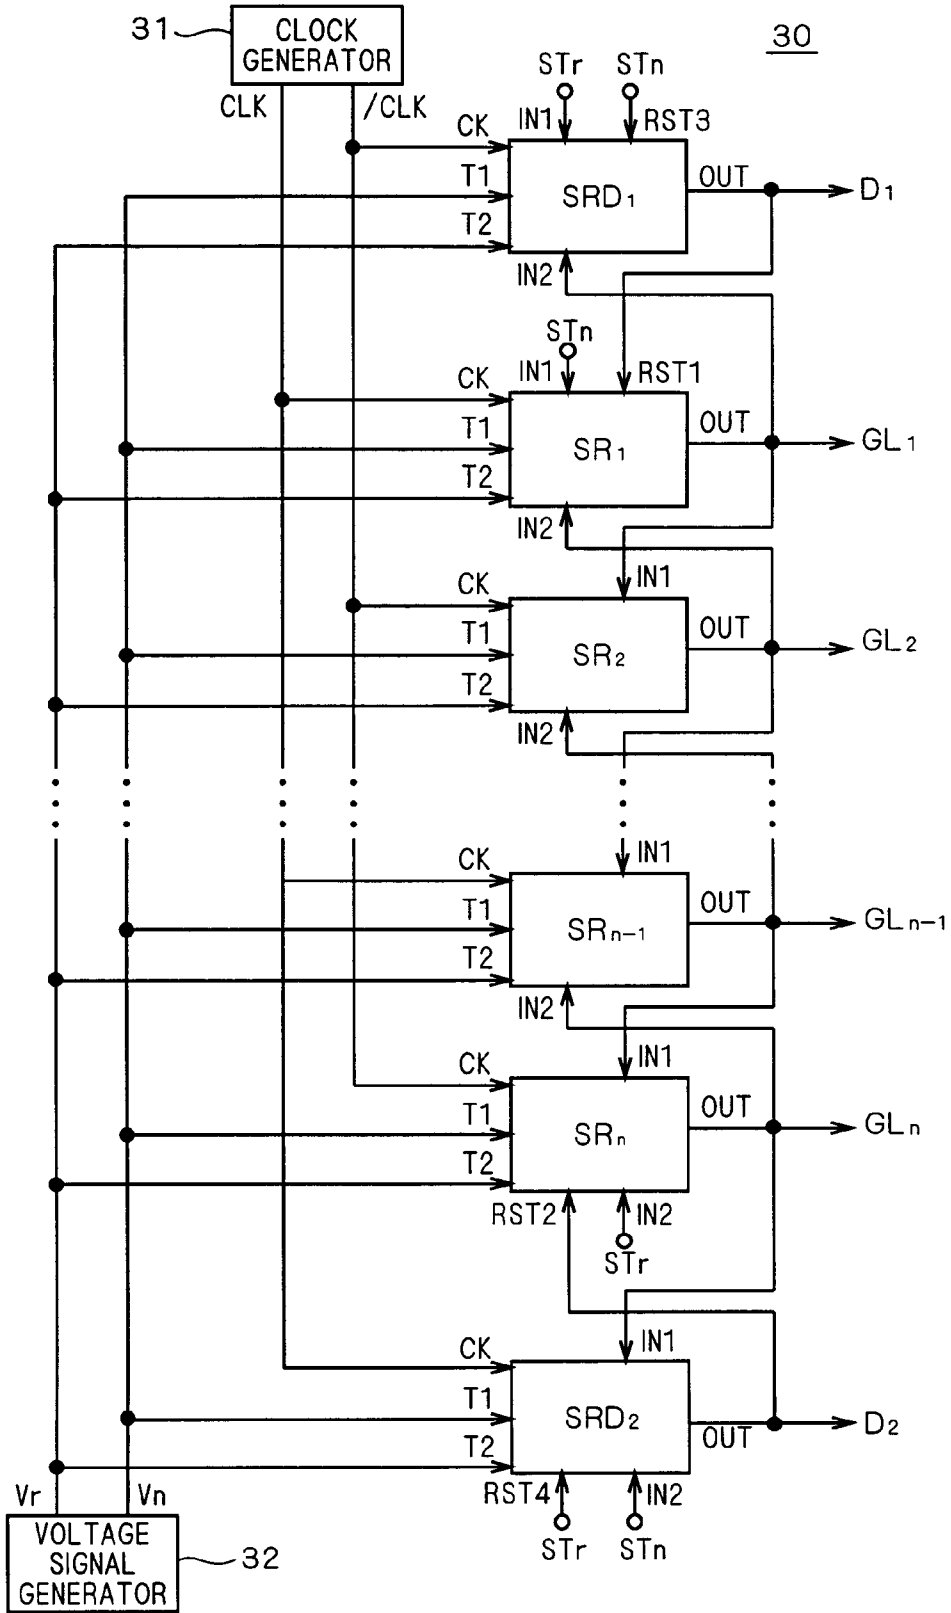 31
CLOCK
GENERATOR
30
CLK
/CLK
STr
STn
IN1
RST3
CK
T1
T2
SRD1
OUT
D1
IN2
STn
IN1
RST1
CK
T1
T2
SR1
OUT
GL1
IN2
IN1
CK
T1
T2
SR2
OUT
GL2
IN2
IN1
CK
T1
T2
SRn-1
OUT
GLn-1
IN2
IN1
CK
T1
T2
SRn
OUT
GLn
RST2
IN2
STr
IN1
CK
T1
T2
SRD2
OUT
D2
RST4
IN2
STr
STn
Vr
Vn
VOLTAGE
SIGNAL
GENERATOR
32